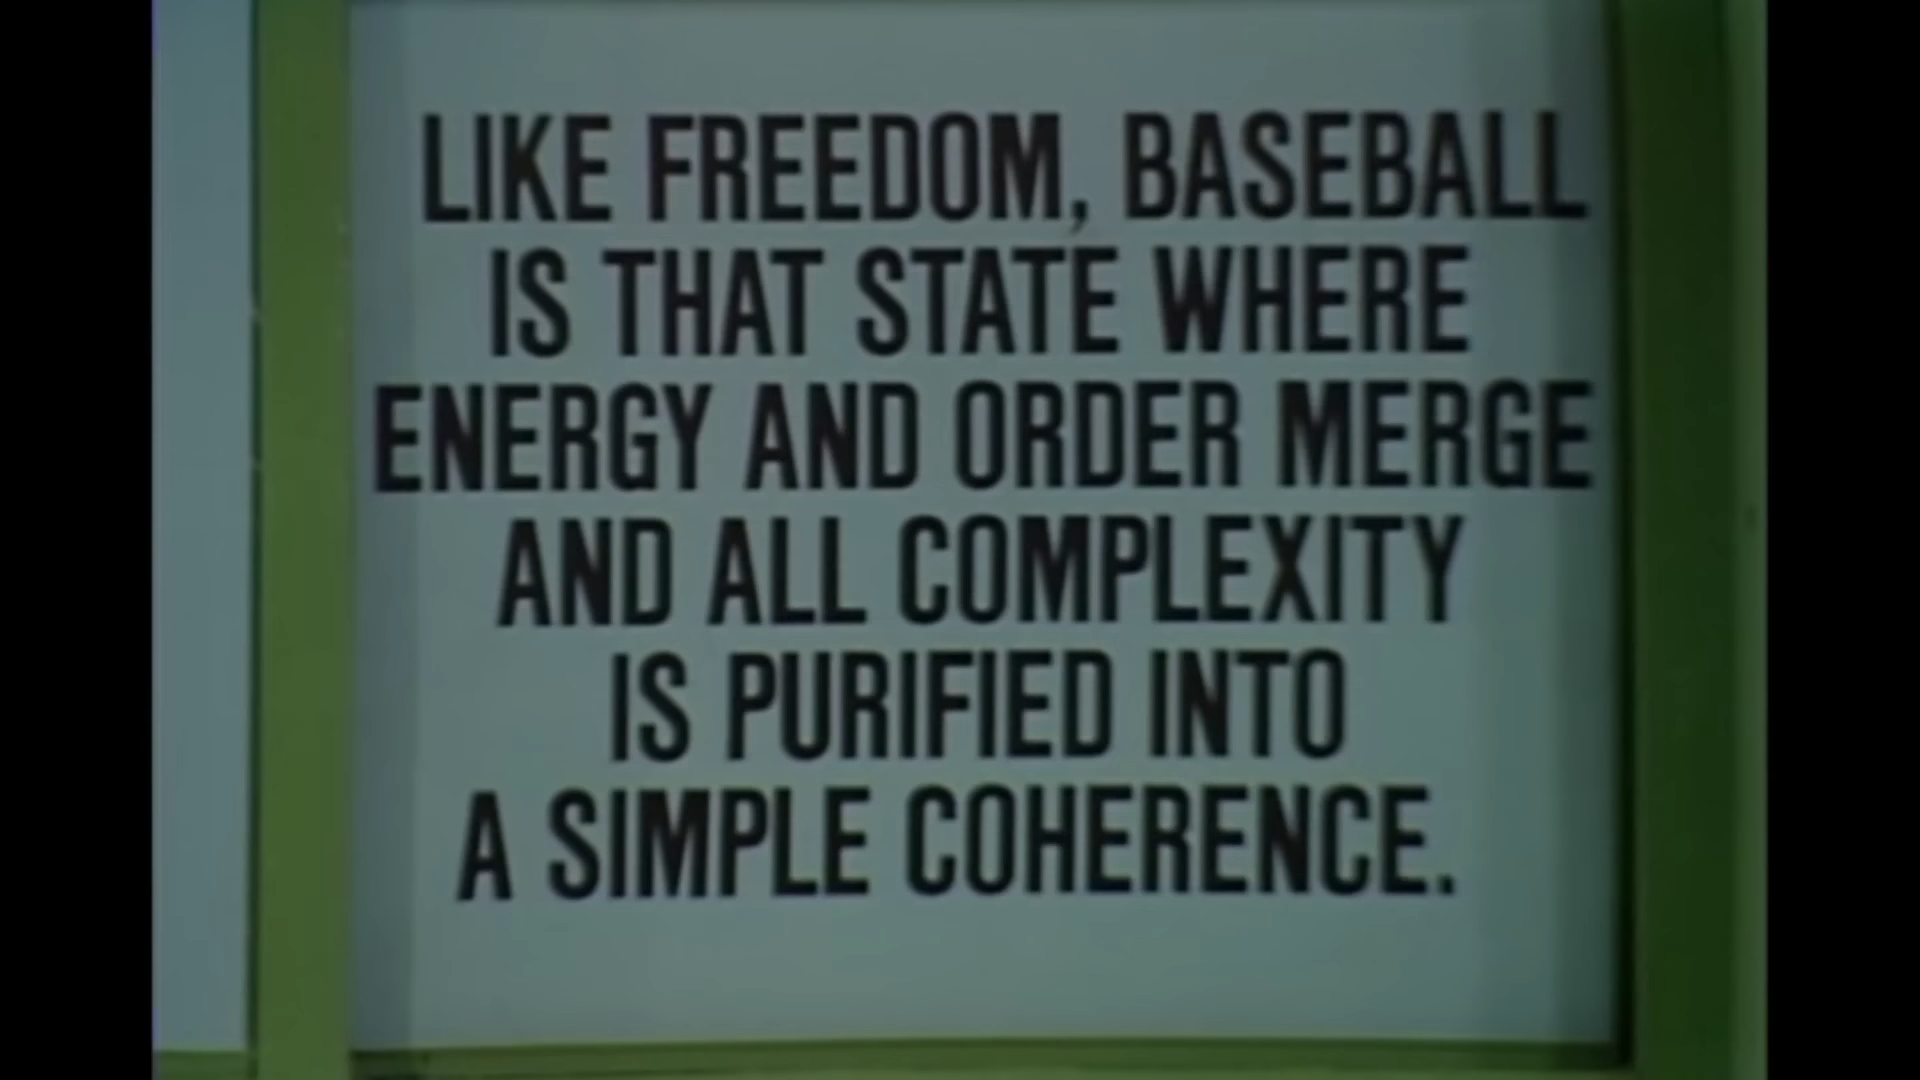 LIKE FREEDOM, BASEBALL
IS THAT STATE WHERE
ENERGY AND ORDER MERGE
AND ALL COMPLEXITY
IS PURIFIED INTO
A SIMPLE COHERENCE.